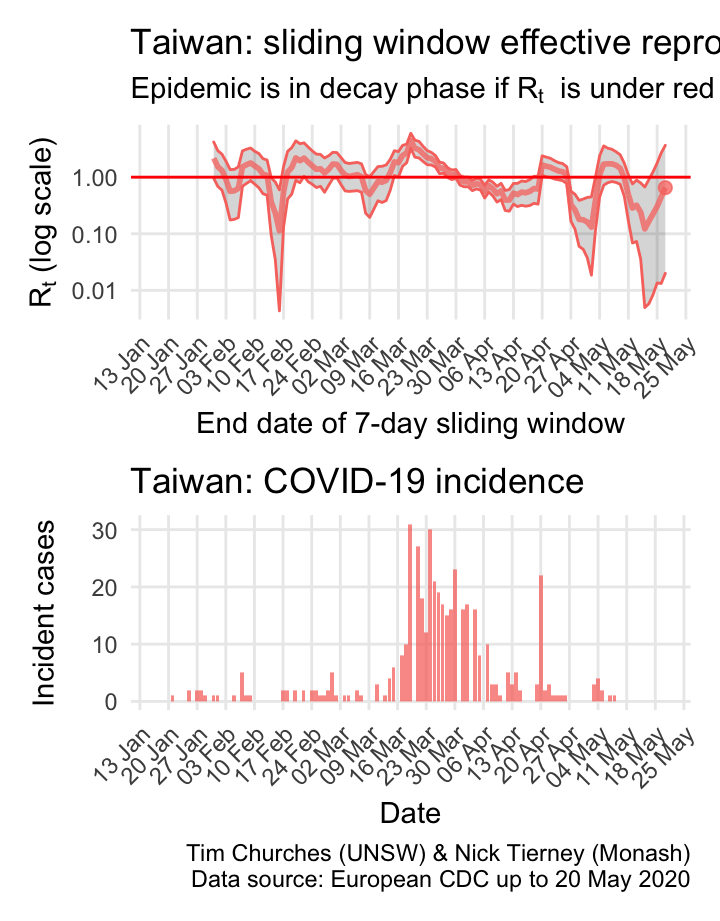 Taiwan: sliding window effective repro
Epidemic is in decay phase if Rt is under red
Rt (log scale)
1.00
0.10
0.01
13 Jan
20 Jan
27 Jan
03 Feb
10 Feb
17 Feb
24 Feb
02 Mar
09 Mar
16 Mar
23 Mar
30 Mar
06 Apr
13 Apr
20 Apr
27 Apr
04 May
11 May
18 May
25 May
End date of 7-day sliding window
Taiwan: COVID-19 incidence
Incident cases
30
20
10
0
13 Jan
20 Jan
27 Jan
03 Feb
10 Feb
17 Feb
24 Feb
02 Mar
09 Mar
16 Mar
23 Mar
30 Mar
06 Apr
13 Apr
20 Apr
27 Apr
04 May
11 May
18 May
25 May
Date
Tim Churches (UNSW) & Nick Tierney (Monash)
Data source: European CDC up to 20 May 2020